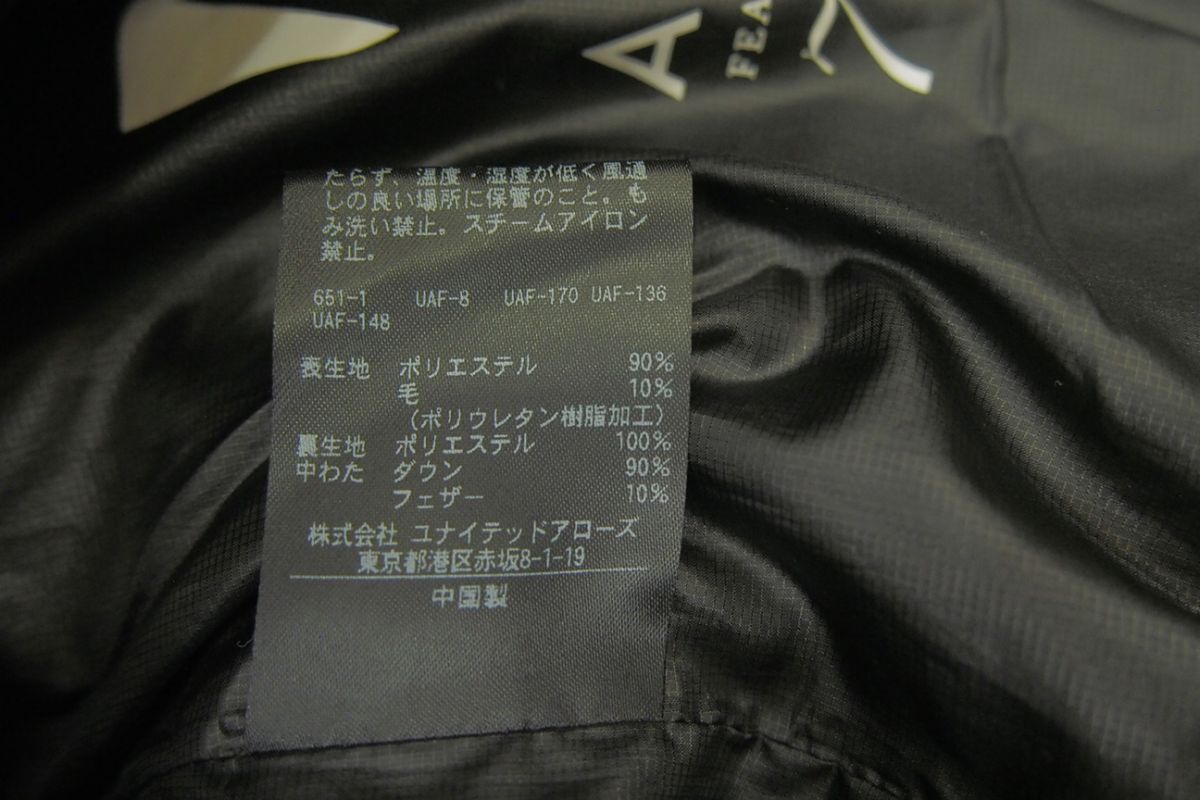 A
FEA
たらず、温度・湿度が低く風通
しの良い場所に保管のこと。も
み洗い禁止。スチームアイロン
禁止。
651-1 UAF-8 UAF-170 UAF-136
UAF-148
表生地 ポリエステル 90%
毛 10%
(ポリウレタン樹脂加工)
裏生地 ポリエステル 100%
中わた ダウン 90%
フェザー 10%
株式会社 ユナイテッドアローズ
東京都港区赤坂8-1-19
中国製